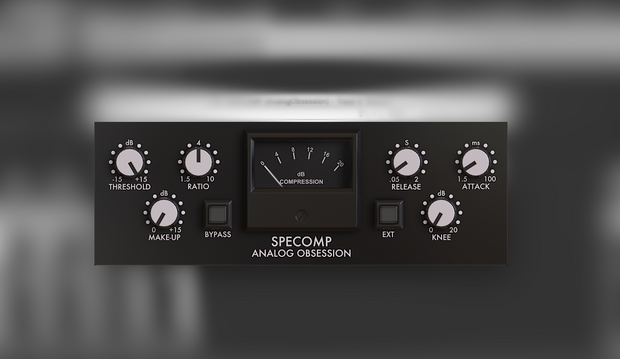 dB
-15 +15
THRESHOLD
4
1.5 10
RATIO
dB
0 +15
MAKE-UP
BYPASS
0 4 8 12 16 20
dB
COMPRESSION
S
.05 2
RELEASE
ms
1.5 100
ATTACK
EXT
dB
0 20
KNEE
SPECOMP
ANALOG OBSESSION